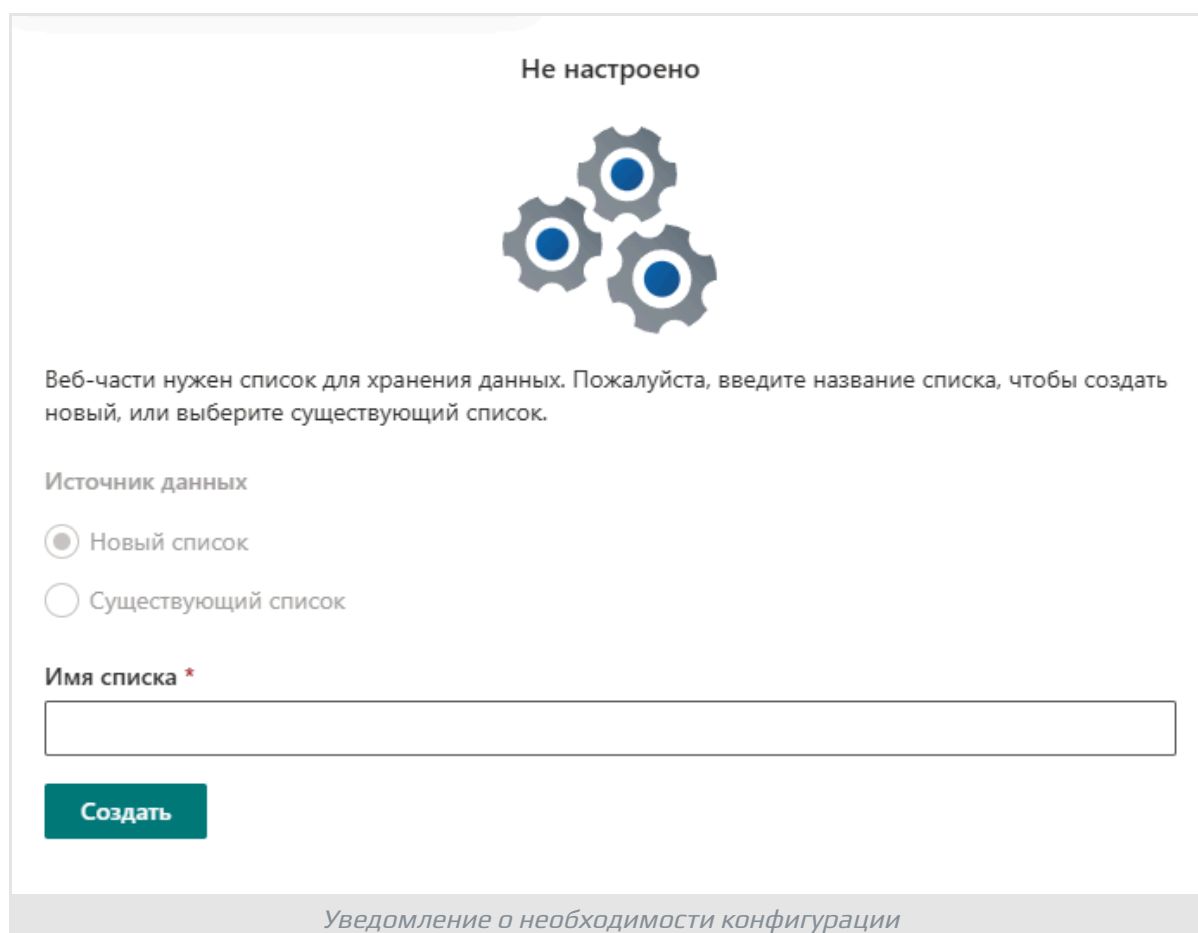 Не настроено
Веб-части нужен список для хранения данных. Пожалуйста, введите название списка, чтобы создать
новый, или выберите существующий список.
Источник данных
Новый список
Существующий список
Имя списка *
Создать
Уведомление о необходимости конфигурации